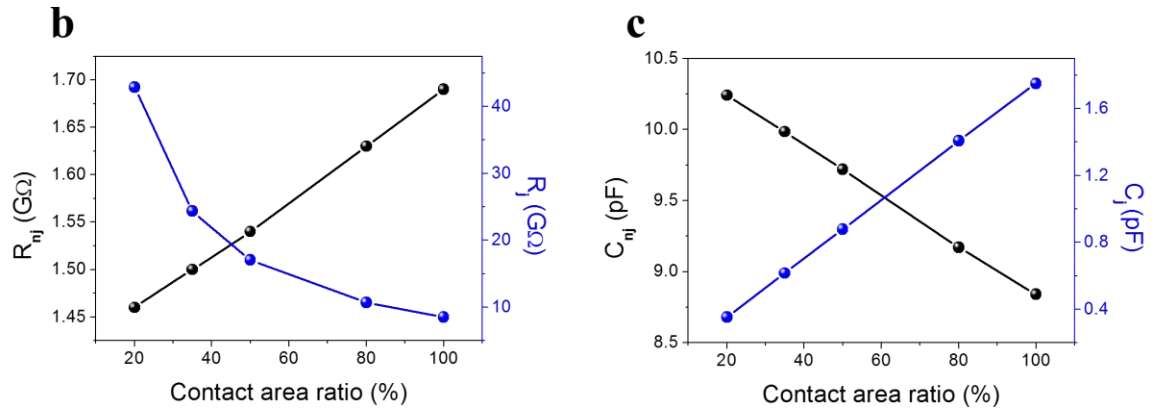 b
1.70
1.65
1.60
1.55
1.50
1.45
R_nj (GΩ)
40
30
20
10
R_j (GΩ)
20 40 60 80 100
Contact area ratio (%)
c
10.5
10.0
9.5
9.0
8.5
C_nj (pF)
1.6
1.2
0.8
0.4
C_j (pF)
20 40 60 80 100
Contact area ratio (%)